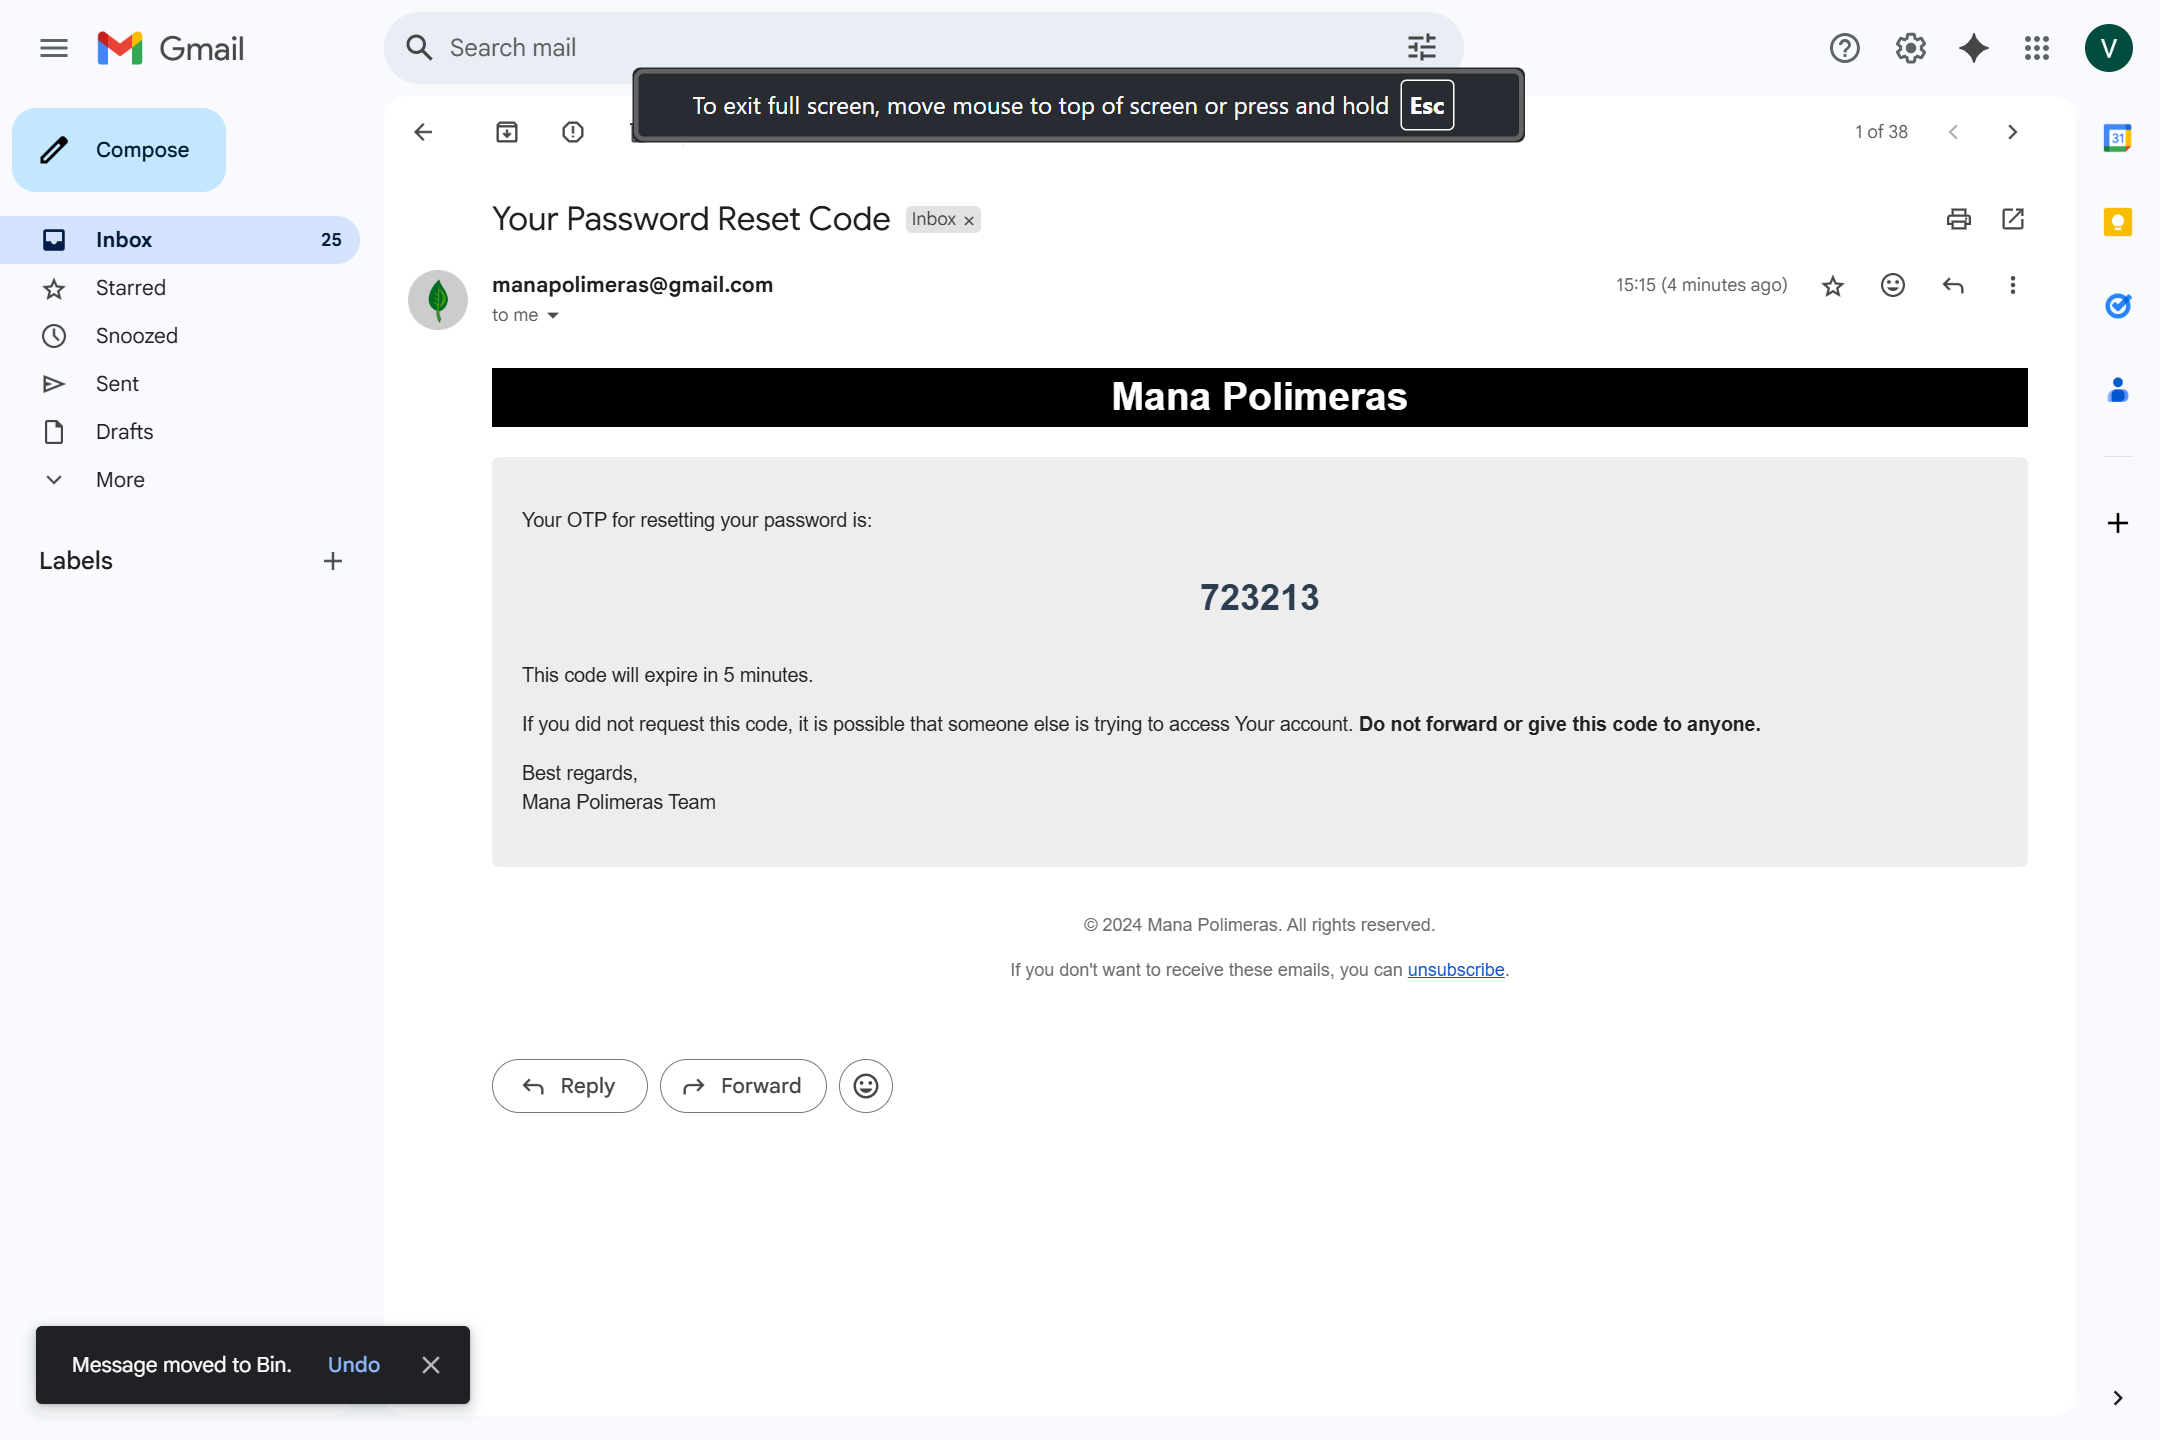 Gmail
Search mail
To exit full screen, move mouse to top of screen or press and hold Esc
V
Compose
1 of 38
31
Inbox 25
Starred
Snoozed
Sent
Drafts
More
Labels
Your Password Reset Code Inbox ×
manapolimeras@gmail.com
15:15 (4 minutes ago)
to me
Mana Polimeras
Your OTP for resetting your password is:
723213
This code will expire in 5 minutes.
If you did not request this code, it is possible that someone else is trying to access Your account. Do not forward or give this code to anyone.
Best regards,
Mana Polimeras Team
© 2024 Mana Polimeras. All rights reserved.
If you don't want to receive these emails, you can unsubscribe.
Reply
Forward
Message moved to Bin. Undo